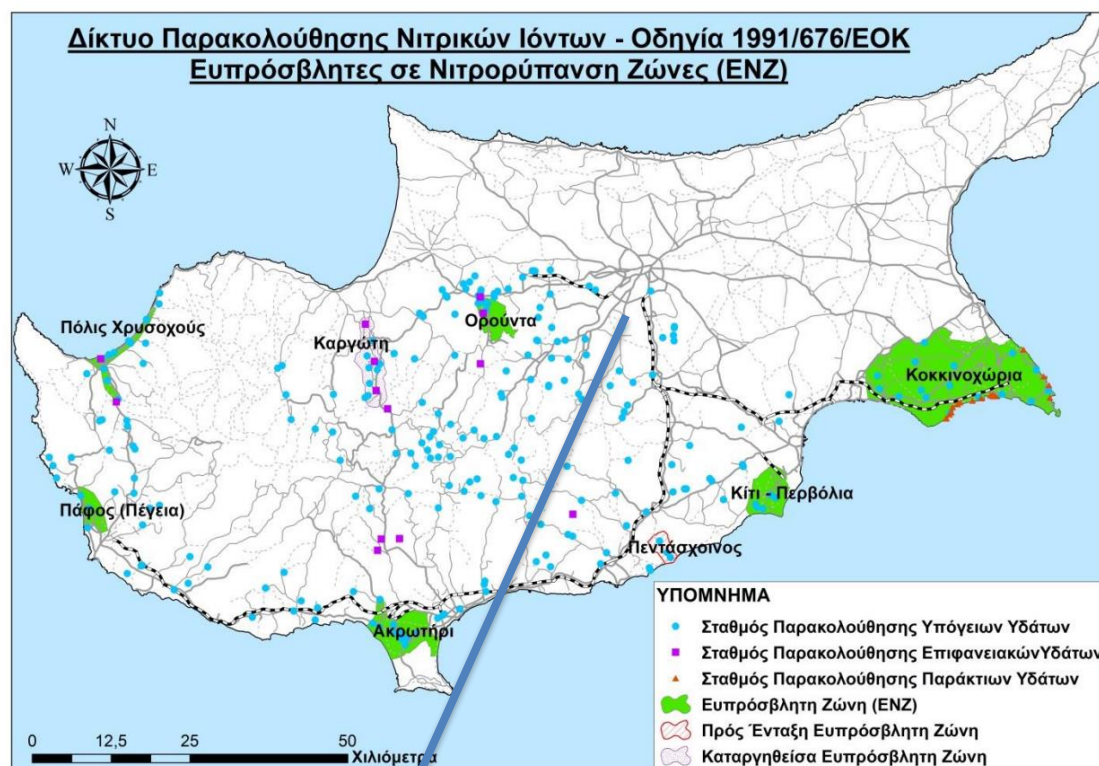 Δίκτυο Παρακολούθησης Νιτρικών Ιόντων - Οδηγία 1991/676/ΕΟΚ
Ευπρόσβλητες σε Νιτρορύπανση Ζώνες (ΕΝΖ)
N
W E
S
Πόλις Χρυσοχούς
Καργώτη
Ορούντα
Κοκκινοχώρια
Πάφος (Πέγεια)
Κίτι - Περβόλια
Πεντάσχοινος
Ακρωτήρι
ΥΠΟΜΝΗΜΑ
Σταθμός Παρακολούθησης Υπόγειων Υδάτων
Σταθμός Παρακολούθησης ΕπιφανειακώνΥδάτων
Σταθμός Παρακολούθησης Παράκτιων Υδάτων
Ευπρόσβλητη Ζώνη (ΕΝΖ)
Πρός Ένταξη Ευπρόσβλητη Ζώνη
Καταργηθείσα Ευπρόσβλητη Ζώνη
0 12,5 25 50
Χιλιόμετρα